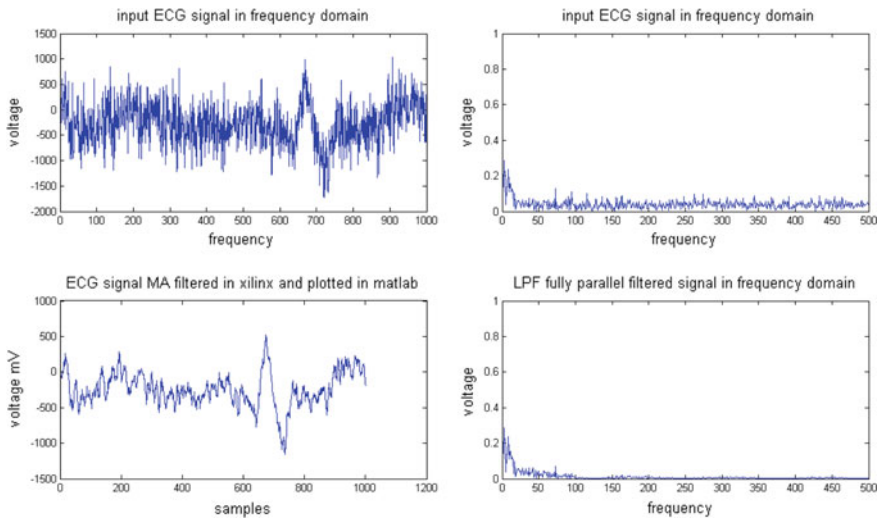 input ECG signal in frequency domain
1500
1000
500
0
-500
-1000
-1500
-2000
voltage
0 100 200 300 400 500 600 700 800 900 1000
frequency
input ECG signal in frequency domain
1
0.8
0.6
0.4
0.2
0
voltage
0 50 100 150 200 250 300 350 400 450 500
frequency
ECG signal MA filtered in xilinx and plotted in matlab
1000
500
0
-500
-1000
-1500
voltage mV
0 200 400 600 800 1000 1200
samples
LPF fully parallel filtered signal in frequency domain
1
0.8
0.6
0.4
0.2
0
voltage
0 50 100 150 200 250 300 350 400 450 500
frequency